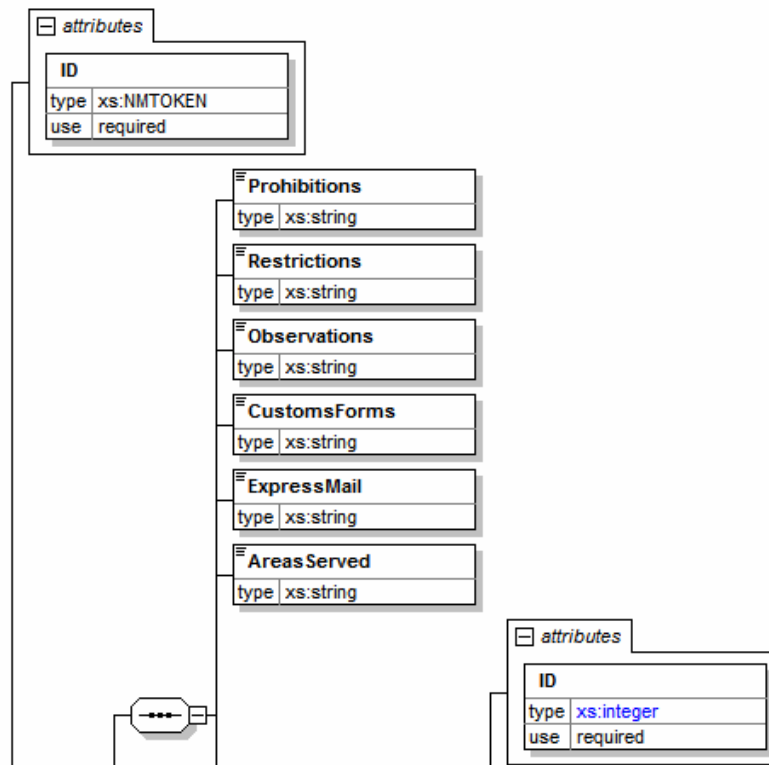 attributes
ID
type xs:NMTOKEN
use required
Prohibitions
type xs:string
Restrictions
type xs:string
Observations
type xs:string
CustomsForms
type xs:string
ExpressMail
type xs:string
AreasServed
type xs:string
attributes
ID
type xs:integer
use required